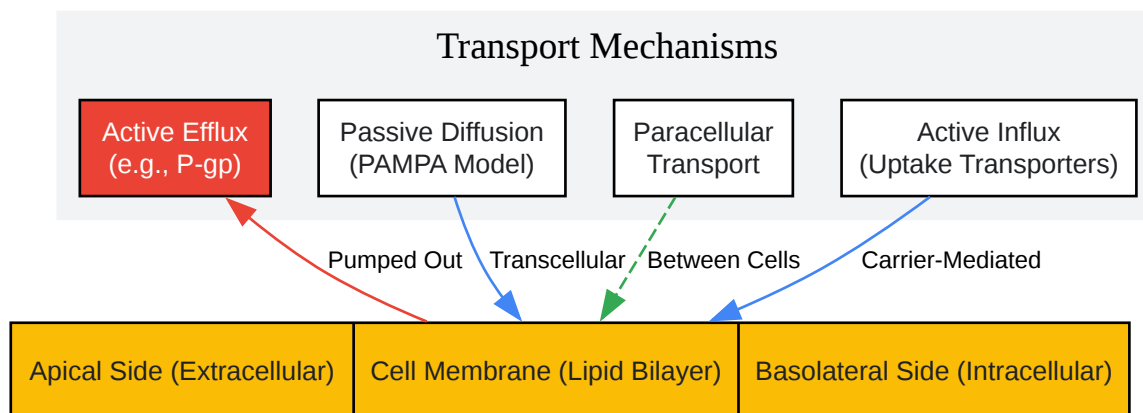 Transport Mechanisms
Active Efflux
(e.g., P-gp)
Passive Diffusion
(PAMPA Model)
Paracellular
Transport
Active Influx
(Uptake Transporters)
Pumped Out
Transcellular
Between Cells
Carrier-Mediated
Apical Side (Extracellular)
Cell Membrane (Lipid Bilayer)
Basolateral Side (Intracellular)